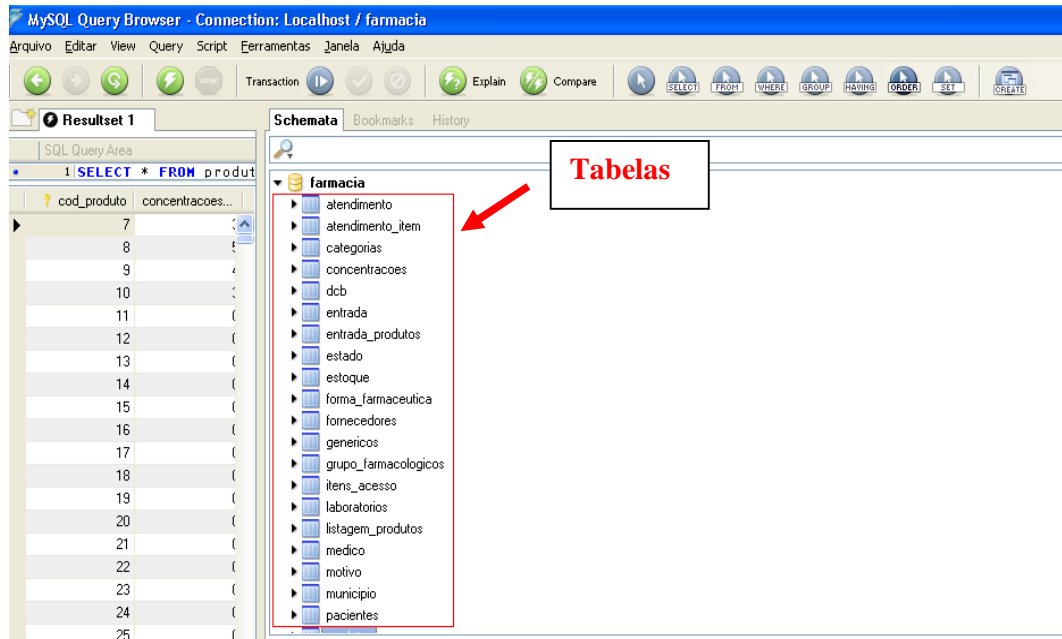 MySQL Query Browser - Connection: Localhost / farmacia
Arquivo Editar View Query Script Ferramentas Janela Ajuda
STOP Transaction Explain Compare SELECT FROM WHERE GROUP HAVING ORDER SET CREATE
Resultset 1
SQL Query Area
1 SELECT * FROM produt
cod_produto concentracoes...
7
8
9
10
11
12
13
14
15
16
17
18
19
20
21
22
23
24
25
Schemata Bookmarks History
Tabelas
farmacia
atendimento
atendimento_item
categorias
concentracoes
dcb
entrada
entrada_produtos
estado
estoque
forma_farmaceutica
fornecedores
genericos
grupo_farmacologicos
itens_acesso
laboratorios
listagem_produtos
medico
motivo
municipio
pacientes